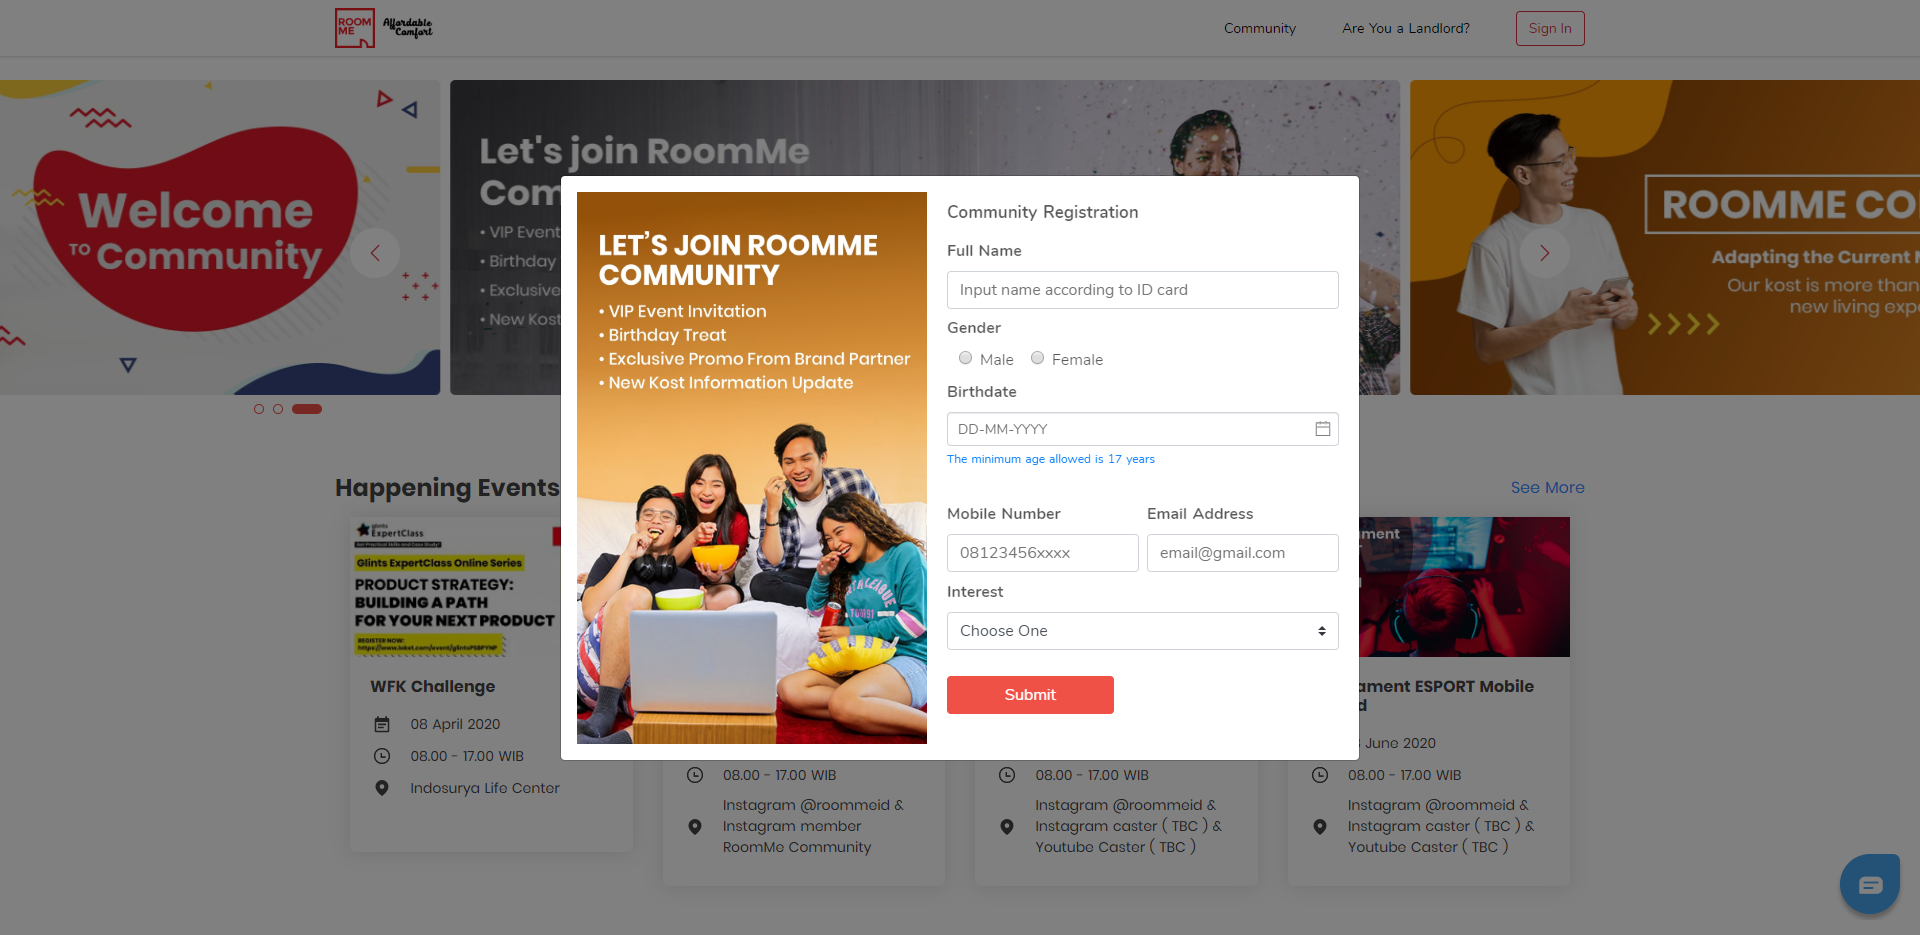 ROOM
ME
Affordable
Comfort
Community
Are You a Landlord?
Sign In
Welcome
TO Community
Let's join RoomMe
Com
• VIP Event
• Birthday
• Exclusive
• New Kost
ROOMME CO
Adapting the Current
Our kost is more than
new living expe
LET'S JOIN ROOMME
COMMUNITY
• VIP Event Invitation
• Birthday Treat
• Exclusive Promo From Brand Partner
• New Kost Information Update
Community Registration
Full Name
Input name according to ID card
Gender
Male
Female
Birthdate
DD-MM-YYYY
The minimum age allowed is 17 years
Mobile Number
Email Address
08123456xxxx
email@gmail.com
Interest
Choose One
Submit
Happening Events
See More
glints
ExpertClass
Get Practical Skills and Case Study!
Glints ExpertClass Online Series
PRODUCT STRATEGY:
BUILDING A PATH
FOR YOUR NEXT PRODUCT
REGISTER NOW:
WFK Challenge
08 April 2020
08.00 - 17.00 WIB
Indosurya Life Center
08.00 - 17.00 WIB
Instagram @roommeid &
Instagram member
RoomMe Community
08.00 - 17.00 WIB
Instagram @roommeid &
Instagram caster ( TBC ) &
Youtube Caster ( TBC )
ment
ament ESPORT Mobile
d
June 2020
08.00 - 17.00 WIB
Instagram @roommeid &
Instagram caster ( TBC ) &
Youtube Caster ( TBC )